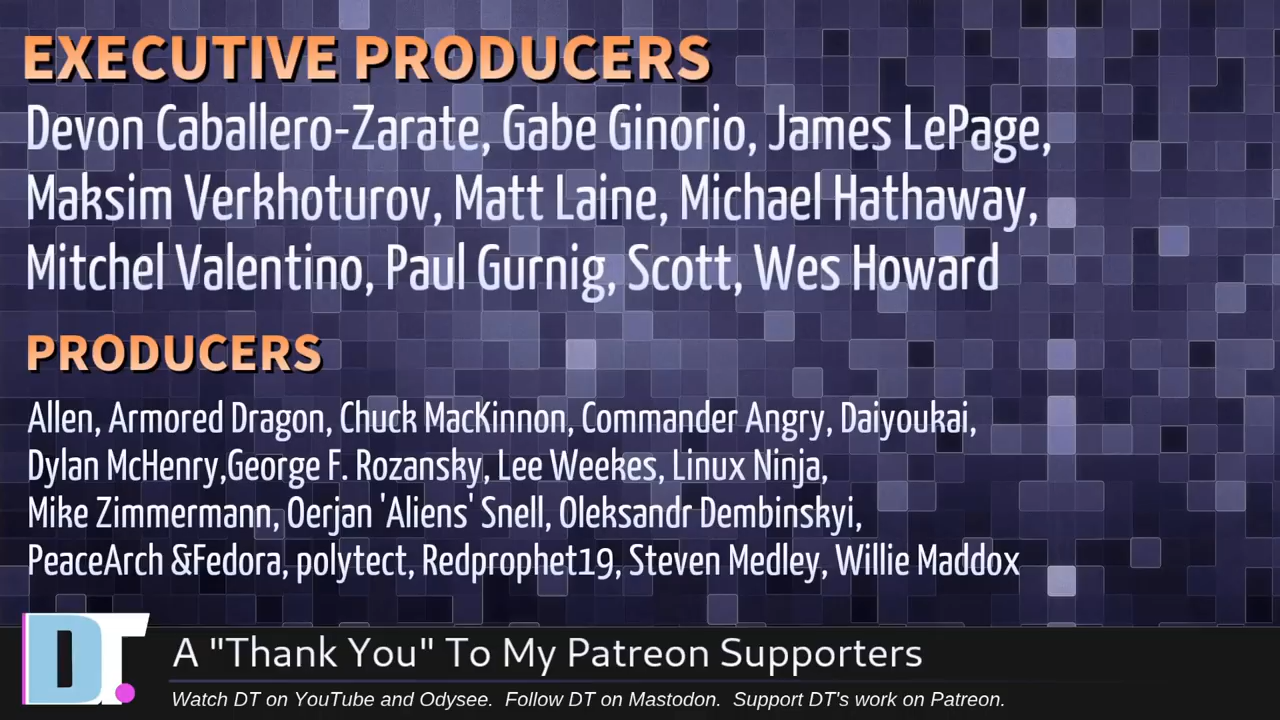 EXECUTIVE PRODUCERS
Devon Caballero-Zarate, Gabe Ginorio, James LePage,
Maksim Verkhoturov, Matt Laine, Michael Hathaway,
Mitchel Valentino, Paul Gurnig, Scott, Wes Howard
PRODUCERS
Allen, Armored Dragon, Chuck MacKinnon, Commander Angry, Daiyoukai,
Dylan McHenry,George F. Rozansky, Lee Weekes, Linux Ninja,
Mike Zimmermann, Oerjan 'Aliens' Snell, Oleksandr Dembinskyi,
PeaceArch &Fedora, polytect, Redprophet19, Steven Medley, Willie Maddox
DT.
A "Thank You" To My Patreon Supporters
Watch DT on YouTube and Odysee.  Follow DT on Mastodon.  Support DT's work on Patreon.